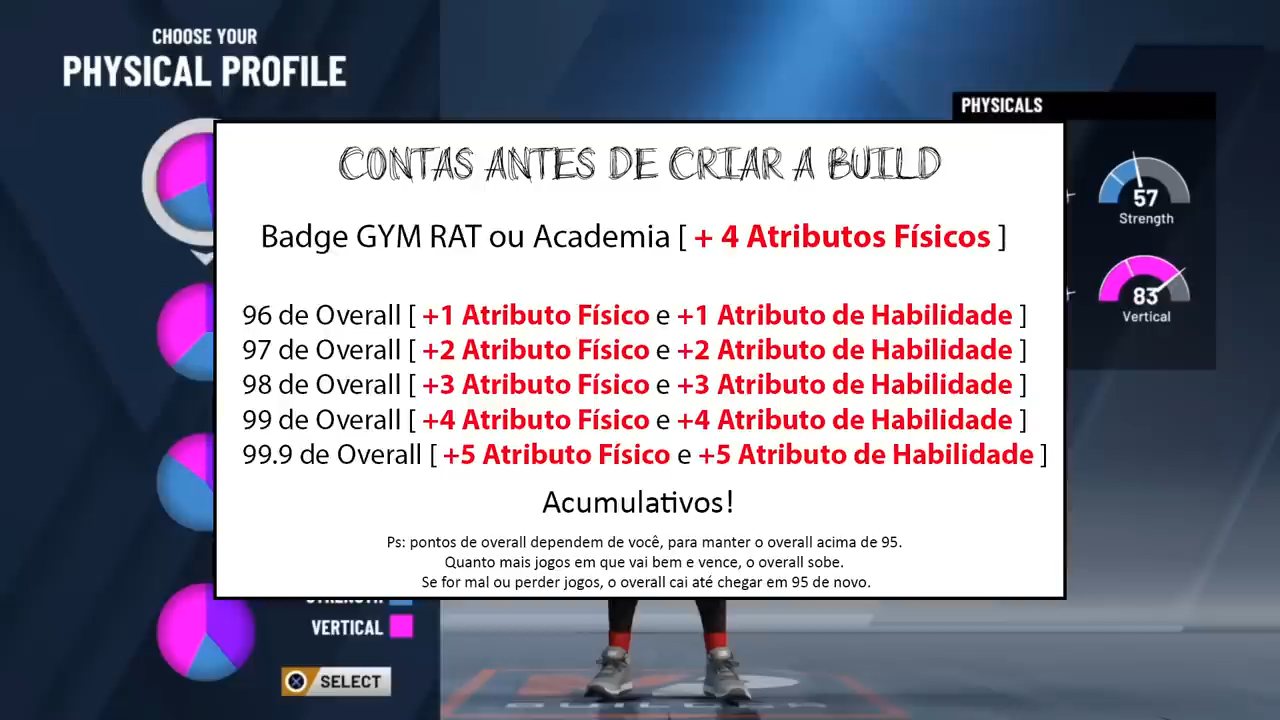 CHOOSE YOUR
PHYSICAL PROFILE
PHYSICALS
57
Strength
83
Vertical
CONTAS ANTES DE CRIAR A BUILD
Badge GYM RAT ou Academia [ + 4 Atributos Físicos ]
96 de Overall [ +1 Atributo Físico e +1 Atributo de Habilidade ]
97 de Overall [ +2 Atributo Físico e +2 Atributo de Habilidade ]
98 de Overall [ +3 Atributo Físico e +3 Atributo de Habilidade ]
99 de Overall [ +4 Atributo Físico e +4 Atributo de Habilidade ]
99.9 de Overall [ +5 Atributo Físico e +5 Atributo de Habilidade ]
Acumulativos!
Ps: pontos de overall dependem de você, para manter o overall acima de 95.
Quanto mais jogos em que vai bem e vence, o overall sobe.
Se for mal ou perder jogos, o overall cai até chegar em 95 de novo.
STRENGTH
VERTICAL
SELECT
BUILDER